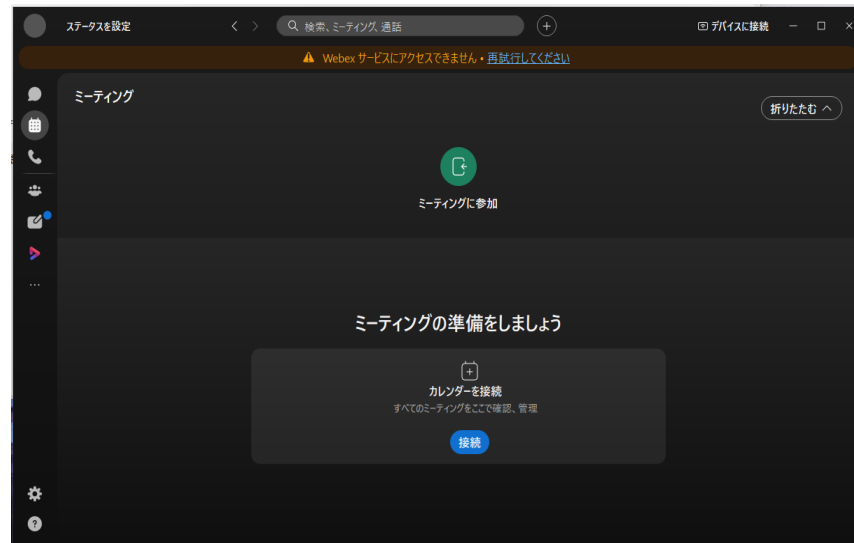 ステータスを設定
検索、ミーティング、通話
デバイスに接続
Webex サービスにアクセスできません • 再試行してください
ミーティング
折りたたむ
ミーティングに参加
ミーティングの準備をしましょう
カレンダーを接続
すべてのミーティングをここで確認、管理
接続